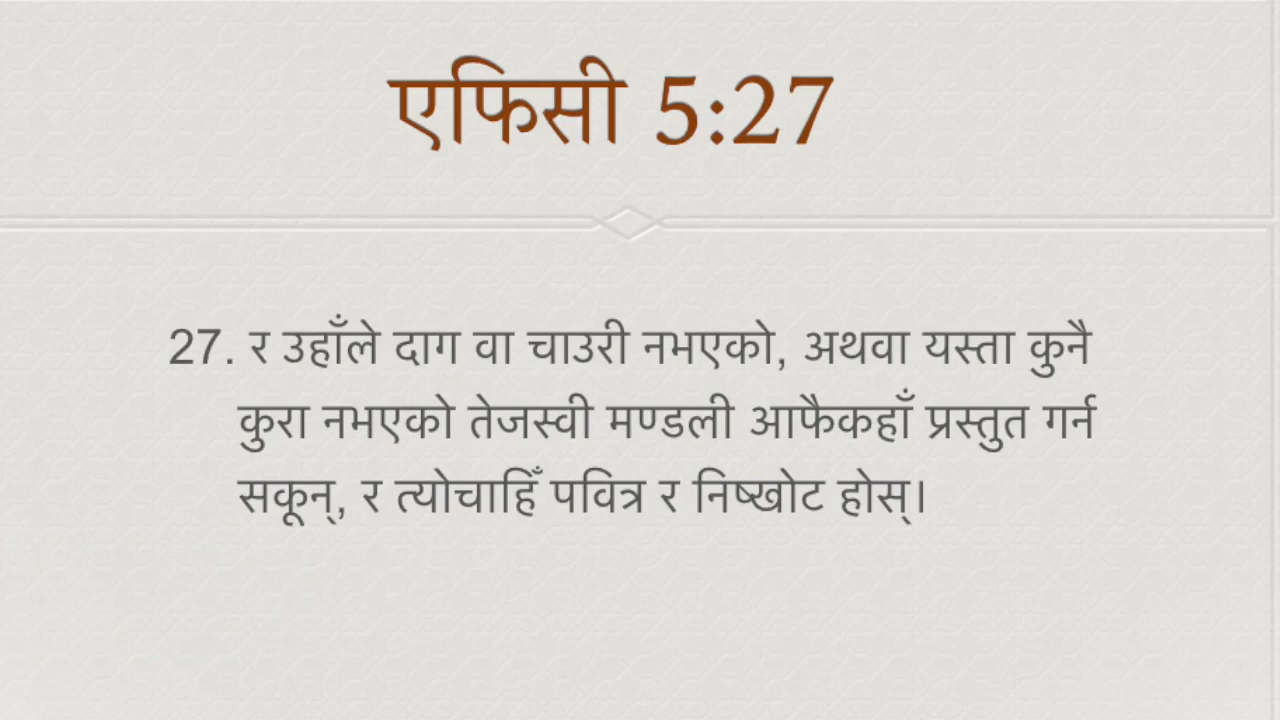 एफिसी 5:27
27. र उहाँले दाग वा चाउरी नभएको, अथवा यस्ता कुनै
कुरा नभएको तेजस्वी मण्डली आफैकहाँ प्रस्तुत गर्न
सकून्, र त्योचाहिँ पवित्र र निष्खोट होस्।